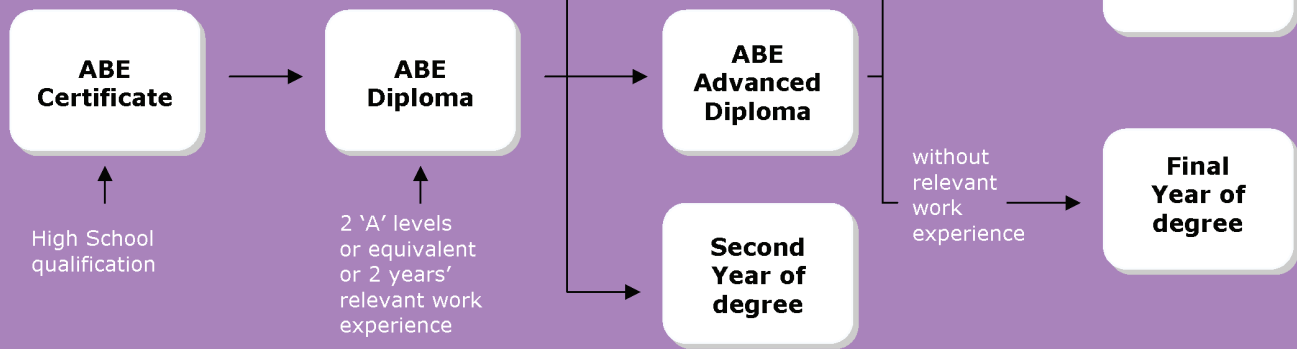 ABE
Certificate
ABE
Diploma
ABE
Advanced
Diploma
without
relevant
work
experience
Final
Year of
degree
High School
qualification
2 ‘A’ levels
or equivalent
or 2 years’
relevant work
experience
Second
Year of
degree